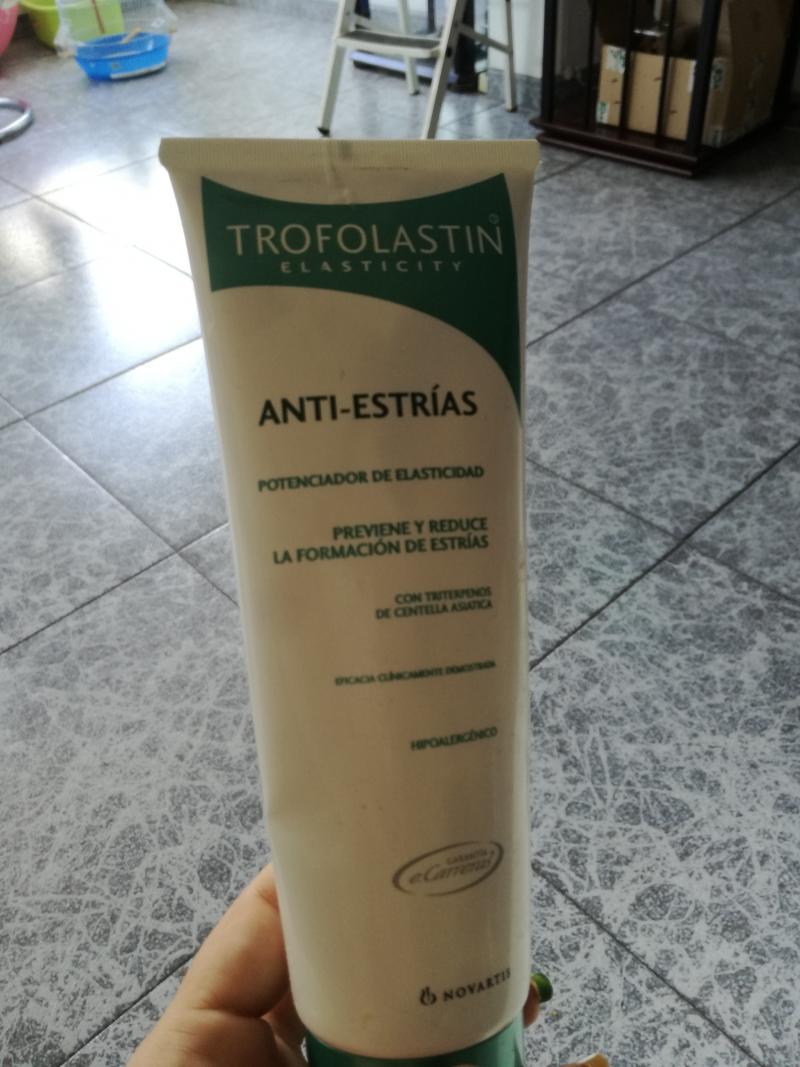 TROFOLASTIN
ELASTICITY
ANTI-ESTRÍAS
POTENCIADOR DE ELASTICIDAD
PREVIENE Y REDUCE
LA FORMACIÓN DE ESTRÍAS
CON TRITERPENOS
DE CENTELLA ASIATICA
EFICACIA CLÍNICAMENTE DEMOSTRADA
HIPOALERGÉNICO
GARANTÍA
e.Carreras
NOVARTIS